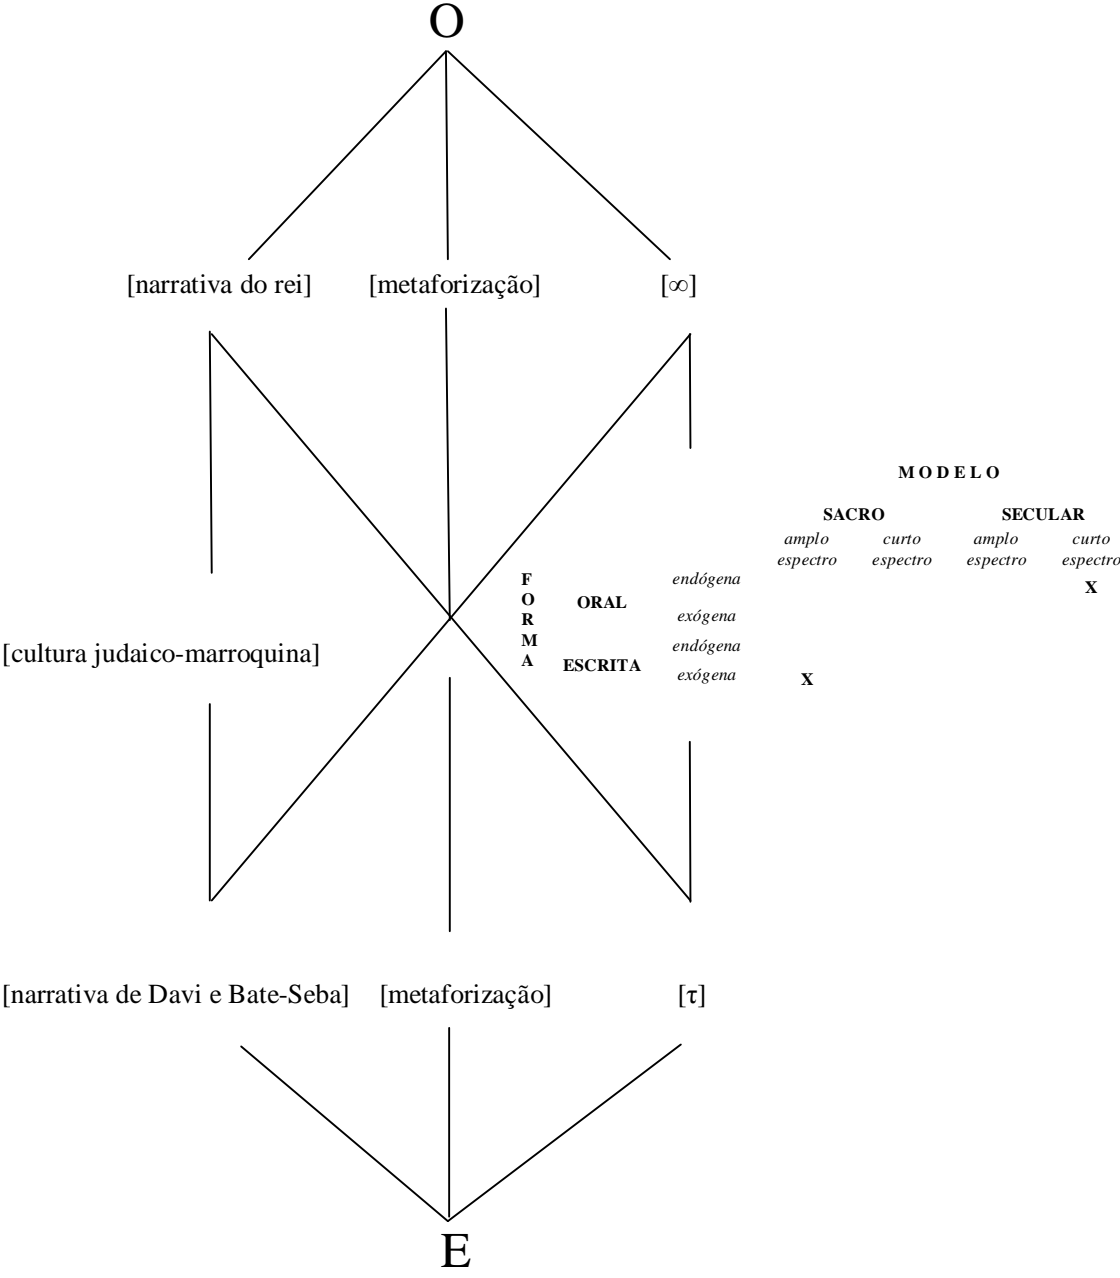 O
[narrativa do rei] [metaforização] [∞]
M O D E L O
SACRO SECULAR
amplo espectro curto espectro amplo espectro curto espectro
F O R M A
ORAL endógena X
exógena
[cultura judaico-marroquina]
ESCRITA endógena
exógena X
[narrativa de Davi e Bate-Seba] [metaforização] [τ]
E